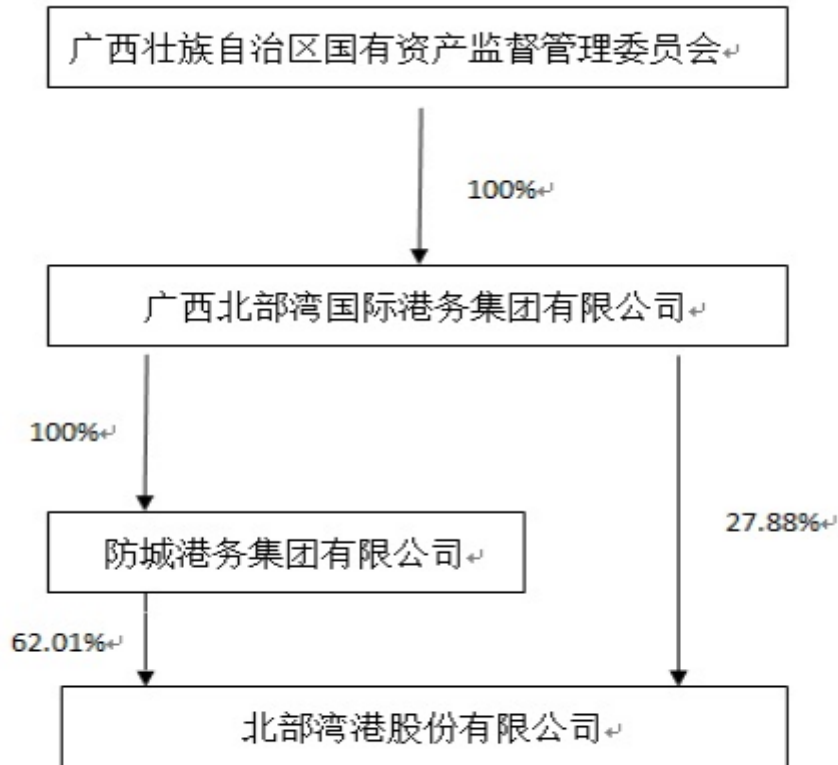 广西壮族自治区国有资产监督管理委员会↵
100%↵
广西北部湾国际港务集团有限公司↵
100%↵
27.88%↵
防城港务集团有限公司↵
62.01%↵
北部湾港股份有限公司↵